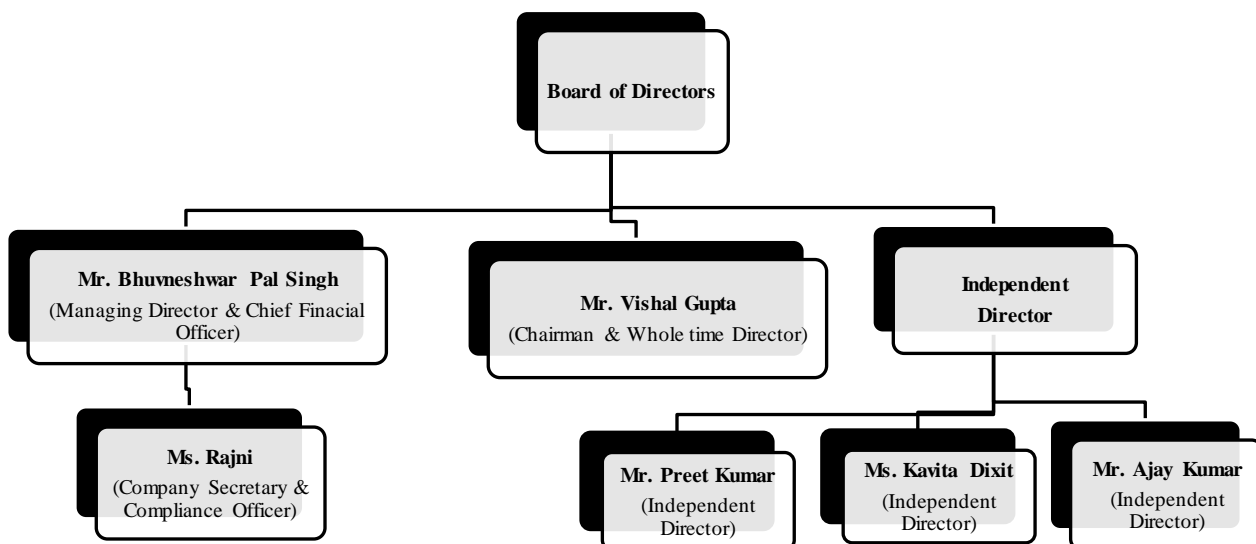 Board of Directors
Mr. Bhuvneshwar Pal Singh
(Managing Director & Chief Finacial
Officer)
Mr. Vishal Gupta
(Chairman & Whole time Director)
Independent
Director
Ms. Rajni
(Company Secretary &
Compliance Officer)
Mr. Preet Kumar
(Independent
Director)
Ms. Kavita Dixit
(Independent
Director)
Mr. Ajay Kumar
(Independent
Director)